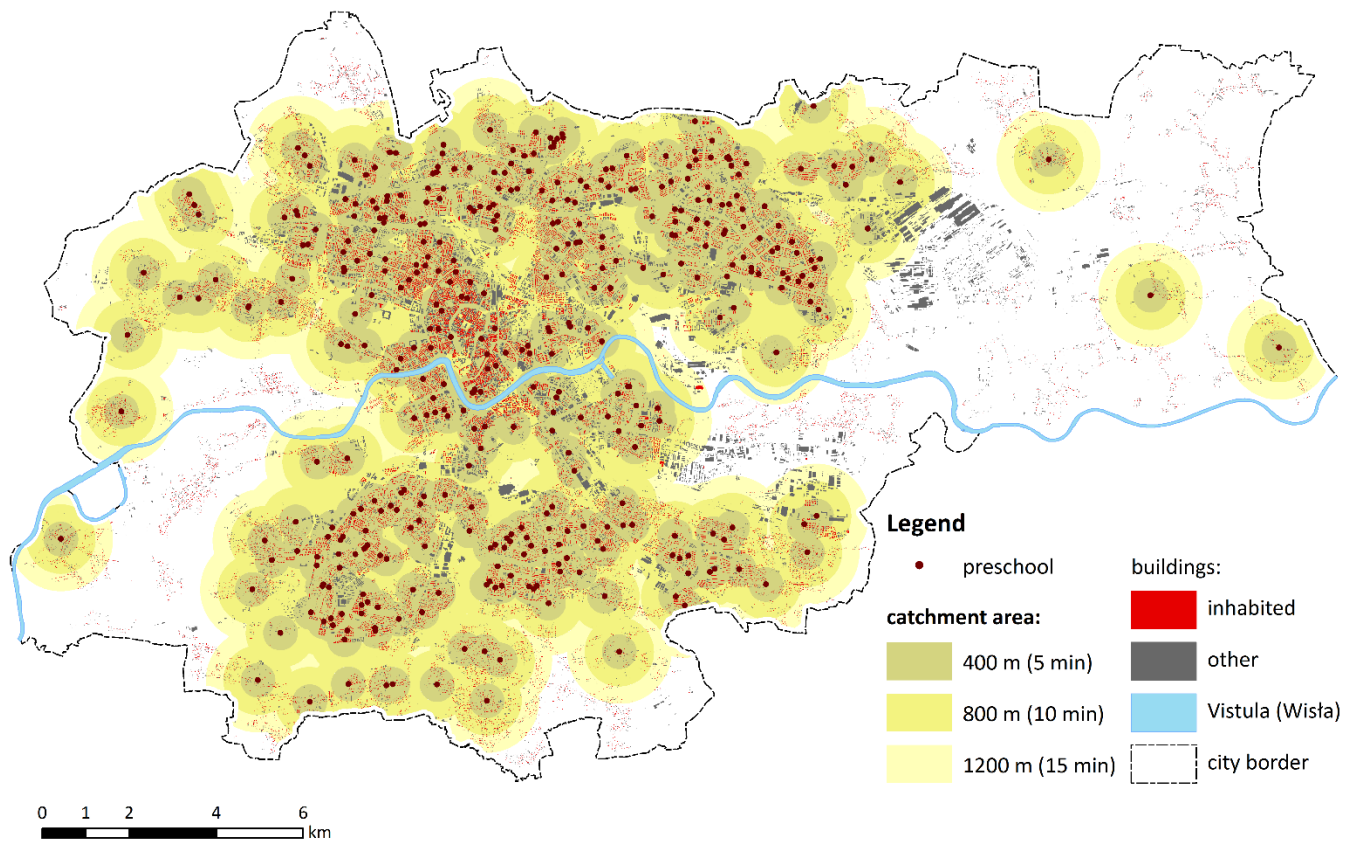 Legend
preschool
catchment area:
400 m (5 min)
800 m (10 min)
1200 m (15 min)
buildings:
inhabited
other
Vistula (Wisła)
city border
0 1 2 4 6
km